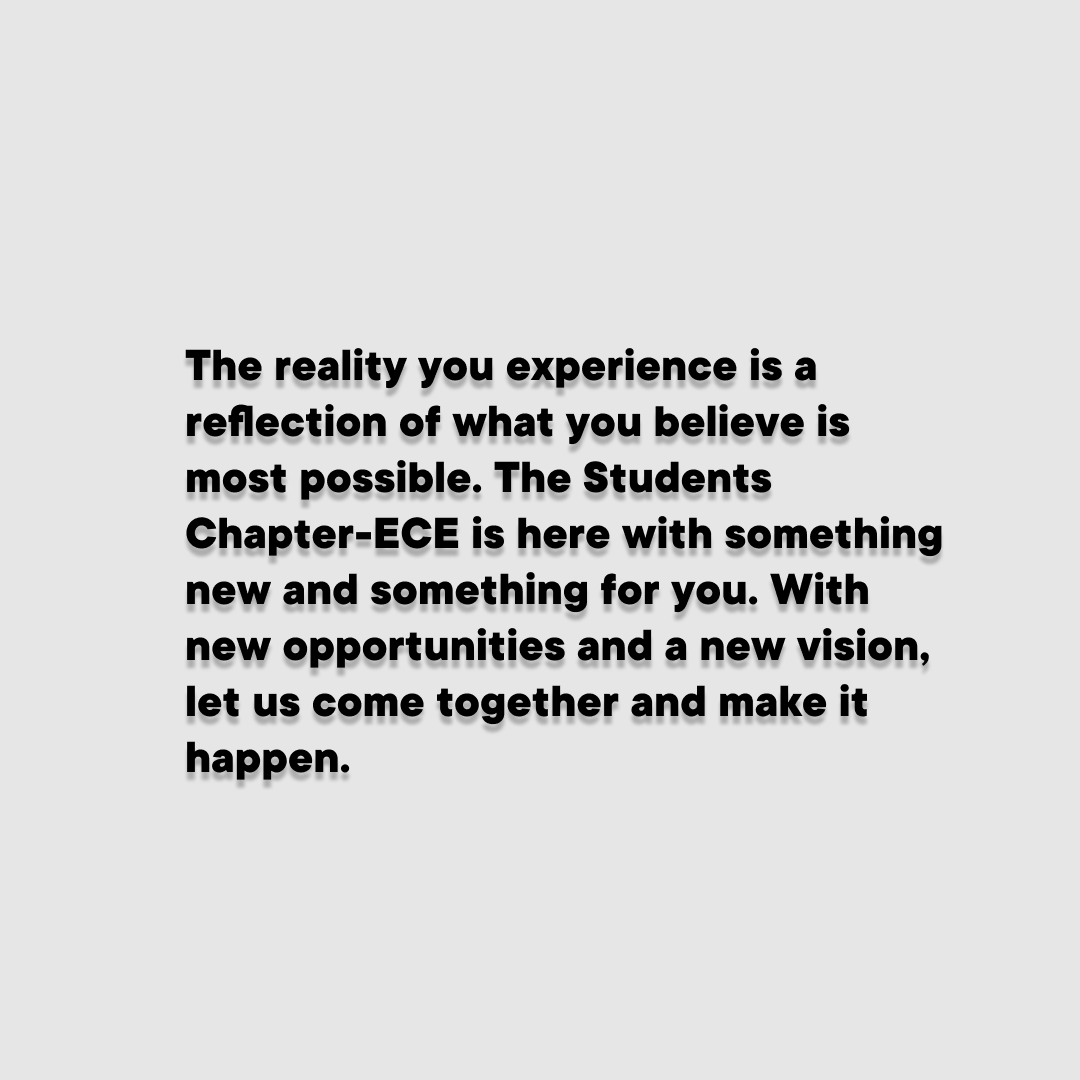 The reality you experience is a
reflection of what you believe is
most possible. The Students
Chapter-ECE is here with something
new and something for you. With
new opportunities and a new vision,
let us come together and make it
happen.